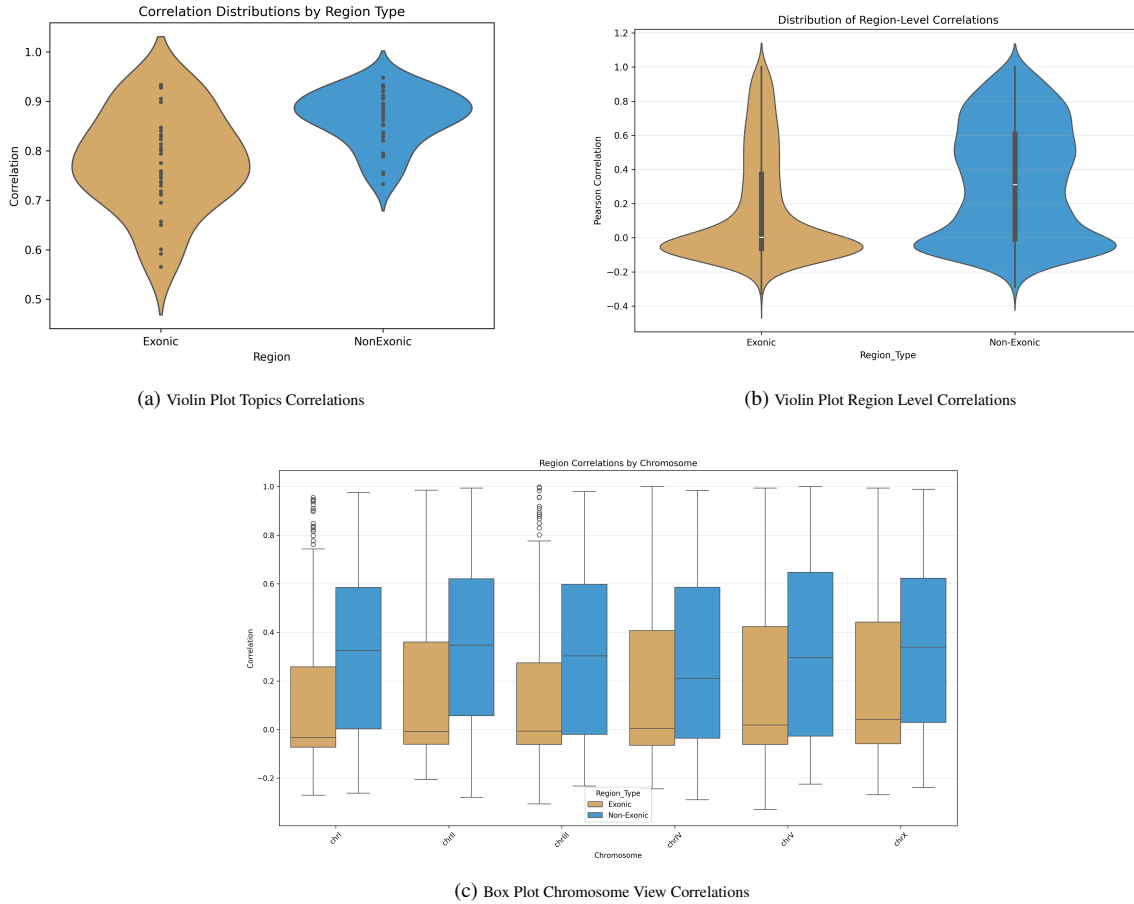 Correlation Distributions by Region Type
Correlation
1.0
0.9
0.8
0.7
0.6
0.5
Exonic
NonExonic
Region
(a) Violin Plot Topics Correlations
Distribution of Region-Level Correlations
Pearson Correlation
1.2
1.0
0.8
0.6
0.4
0.2
0.0
−0.2
−0.4
Exonic
Non-Exonic
Region_Type
(b) Violin Plot Region Level Correlations
Region Correlations by Chromosome
Correlation
1.0
0.8
0.6
0.4
0.2
0.0
−0.2
Region_Type
Exonic
Non-Exonic
chrI
chrII
chrIII
chrIV
chrV
chrX
Chromosome
(c) Box Plot Chromosome View Correlations